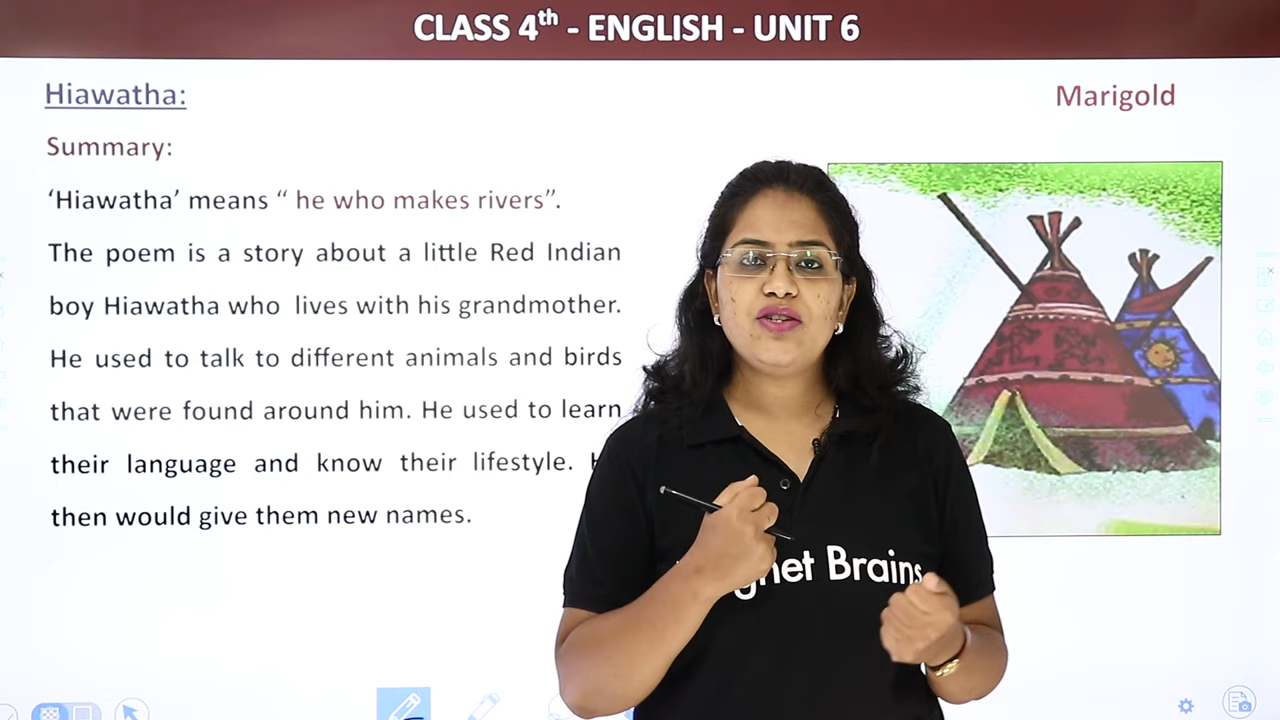 CLASS 4th - ENGLISH - UNIT 6
Hiawatha:
Marigold
Summary:
‘Hiawatha’ means “ he who makes rivers”.
The poem is a story about a little Red Indian
boy Hiawatha who lives with his grandmother.
He used to talk to different animals and birds
that were found around him. He used to learn
their language and know their lifestyle.
then would give them new names.
Brains